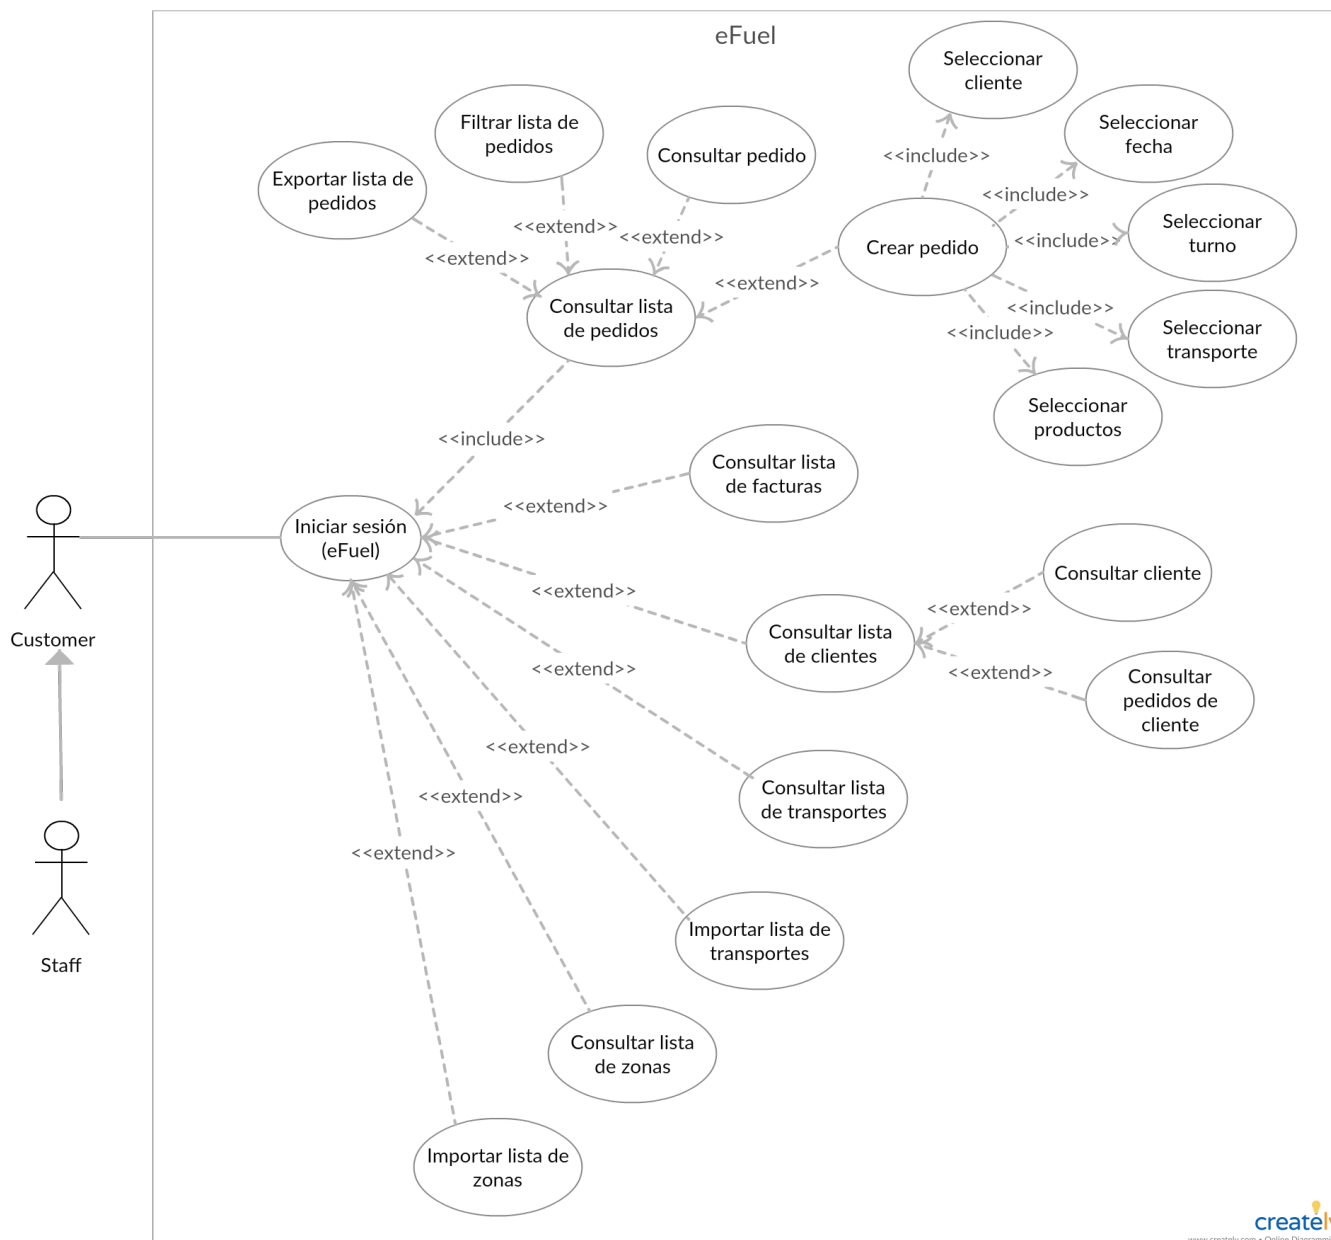 eFuel
Seleccionar
cliente
Filtrar lista de
pedidos
Consultar pedido
Seleccionar
fecha
<<include>>
Exportar lista de
pedidos
<<include>>
<<extend>>
<<extend>>
Crear pedido
<<include>>
Seleccionar
turno
<<extend>>
<<extend>>
Consultar lista
de pedidos
<<include>>
<<include>>
Seleccionar
transporte
Seleccionar
productos
<<include>>
Consultar lista
de facturas
<<extend>>
Iniciar sesión
(eFuel)
Consultar cliente
<<extend>>
<<extend>>
Customer
Consultar lista
de clientes
<<extend>>
<<extend>>
Consultar
pedidos de
cliente
<<extend>>
<<extend>>
Consultar lista
de transportes
<<extend>>
Importar lista de
transportes
Staff
Consultar lista
de zonas
Importar lista de
zonas
creately